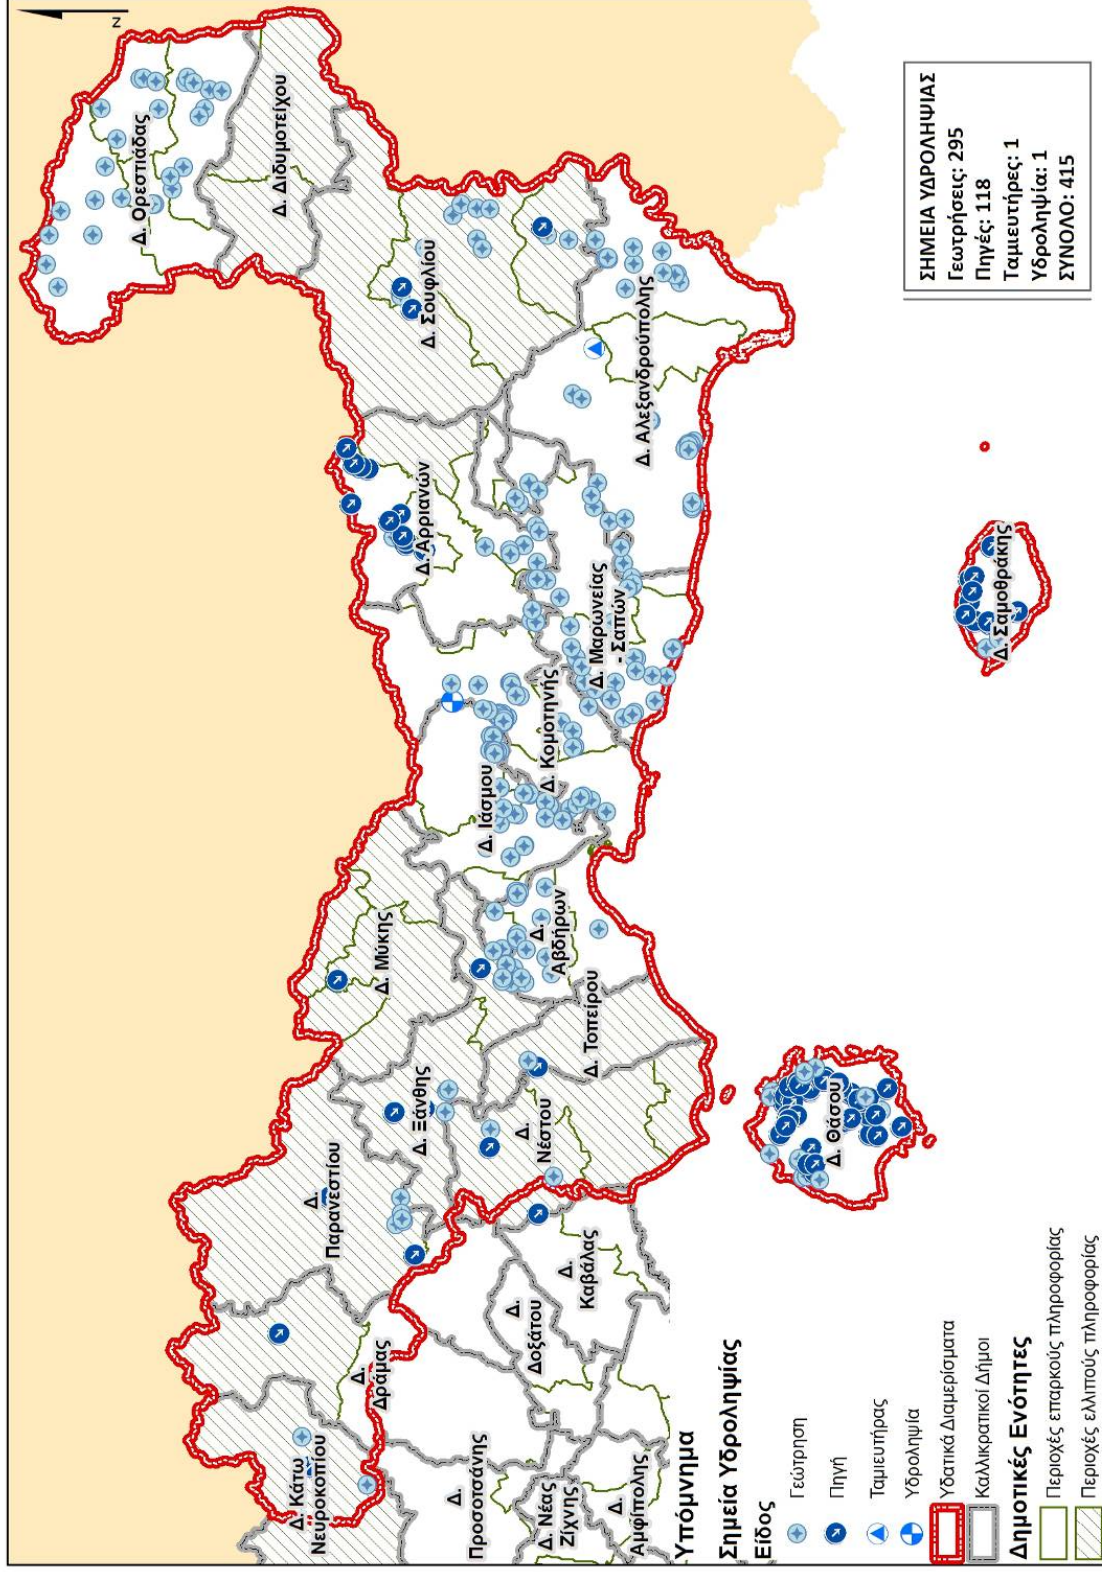 Z
Δ. Ορεστιάδας
Δ. Διδυμοτείχου
Δ. Σουφλίου
Δ. Αλεξανδρούπολης
Δ. Αρριανών
Δ. Μαρωνείας
- Σαπών
Δ. Κομοτηνής
Δ. Ιάσμου
Δ. Σαμοθράκης
Δ. Μύκης
Δ.
Αβδήρων
Δ. Τοπείρου
Δ. Ξάνθης
Δ.
Νέστου
Δ. Θάσου
Δ.
Παρανεστίου
Δ.
Καβάλας
Δ.
Δοξάτου
Δ.
Δράμας
Δ. Κάτω
Νευροκοπίου
Δ.
Προσοτσάνης
Δ. Νέας
Ζίχνης
Δ.
Αμφίπολης
Υπόμνημα
Σημεία Υδροληψίας
Είδος
Γεώτρηση
Πηγή
Ταμιευτήρας
Υδροληψία
Υδατικά Διαμερίσματα
Καλλικρατικοί Δήμοι
Δημοτικές Ενότητες
Περιοχές επαρκούς πληροφορίας
Περιοχές ελλιπούς πληροφορίας
ΣΗΜΕΙΑ ΥΔΡΟΛΗΨΙΑΣ
Γεωτρήσεις: 295
Πηγές: 118
Ταμιευτήρες: 1
Υδροληψία: 1
ΣΥΝΟΛΟ: 415